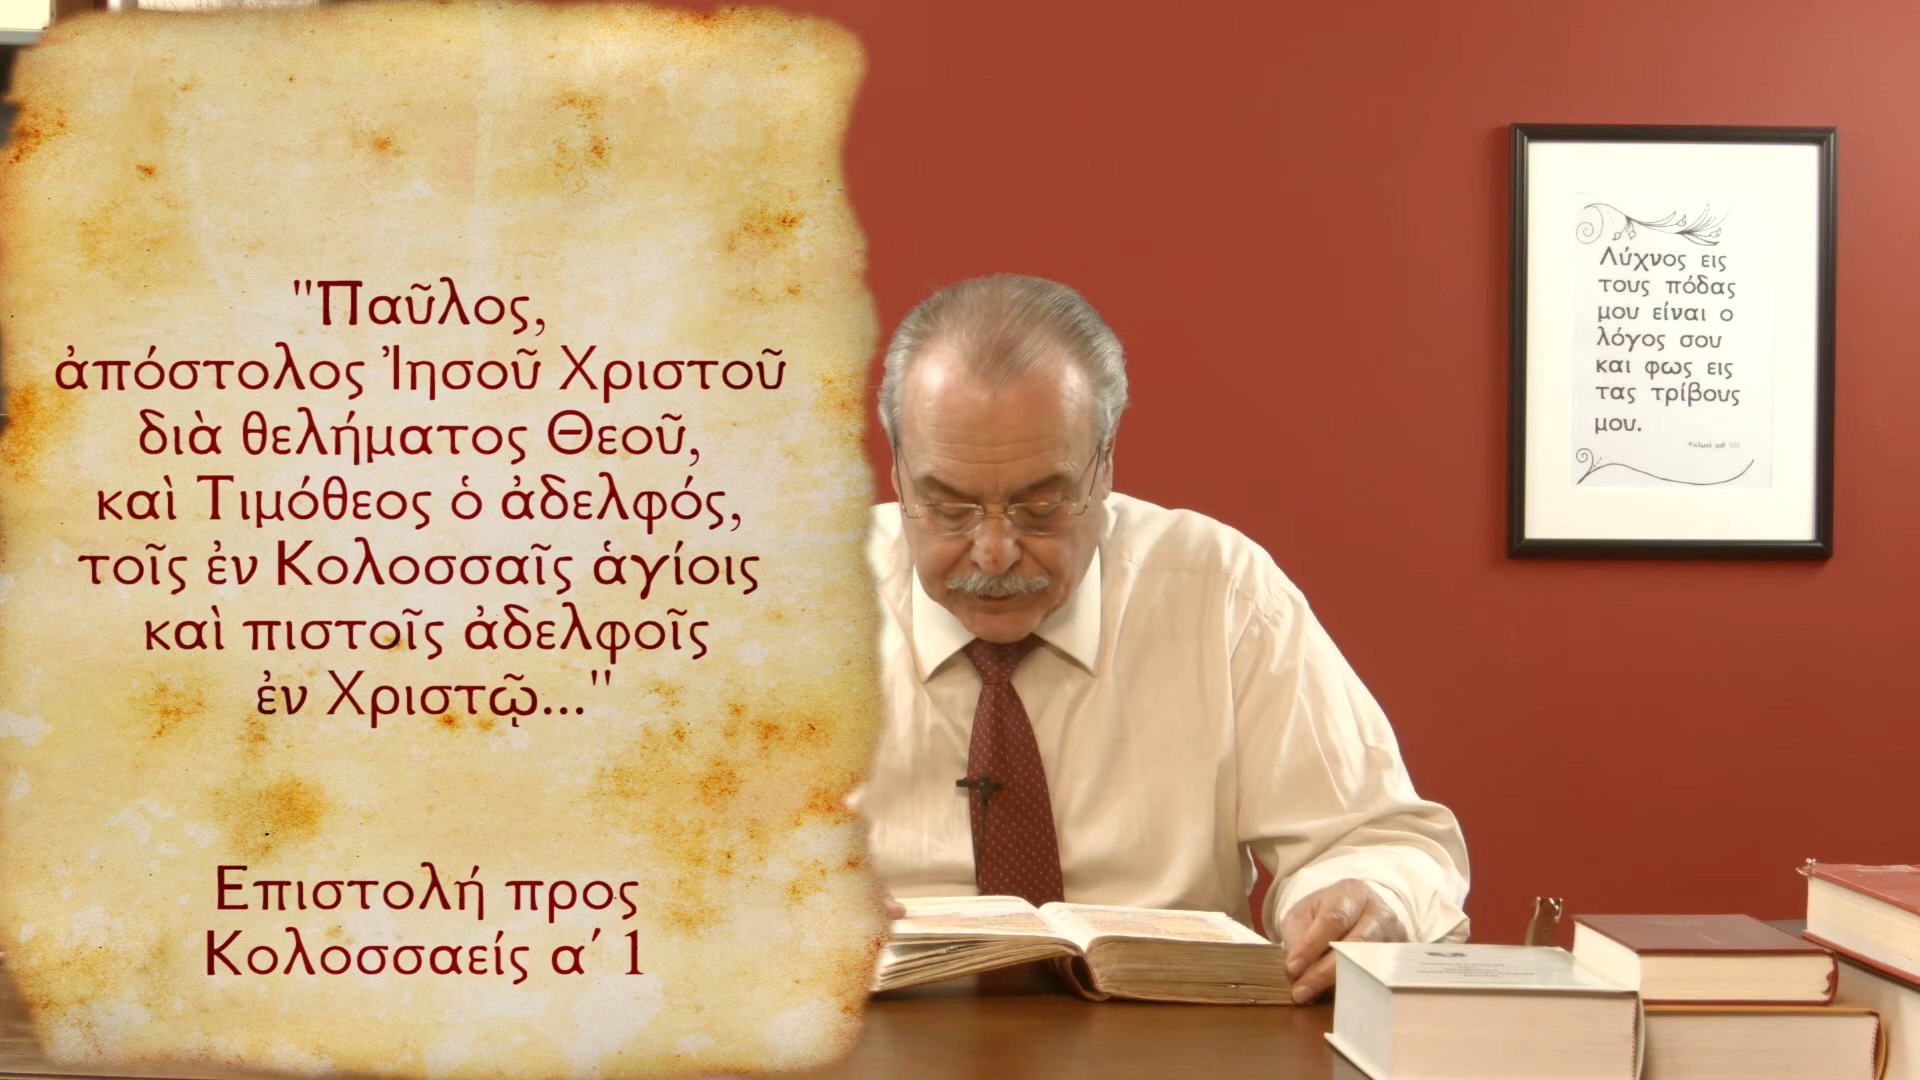 "Παῦλος,
ἀπόστολος Ἰησοῦ Χριστοῦ
διὰ θελήματος Θεοῦ,
καὶ Τιμόθεος ὁ ἀδελφός,
τοῖς ἐν Κολοσσαῖς ἁγίοις
καὶ πιστοῖς ἀδελφοῖς
ἐν Χριστῷ..."
Επιστολή προς
Κολοσσαείς α΄ 1
Λύχνος εις
τους πόδας
μου είναι ο
λόγος σου
και φως εις
τας τρίβους
μου.